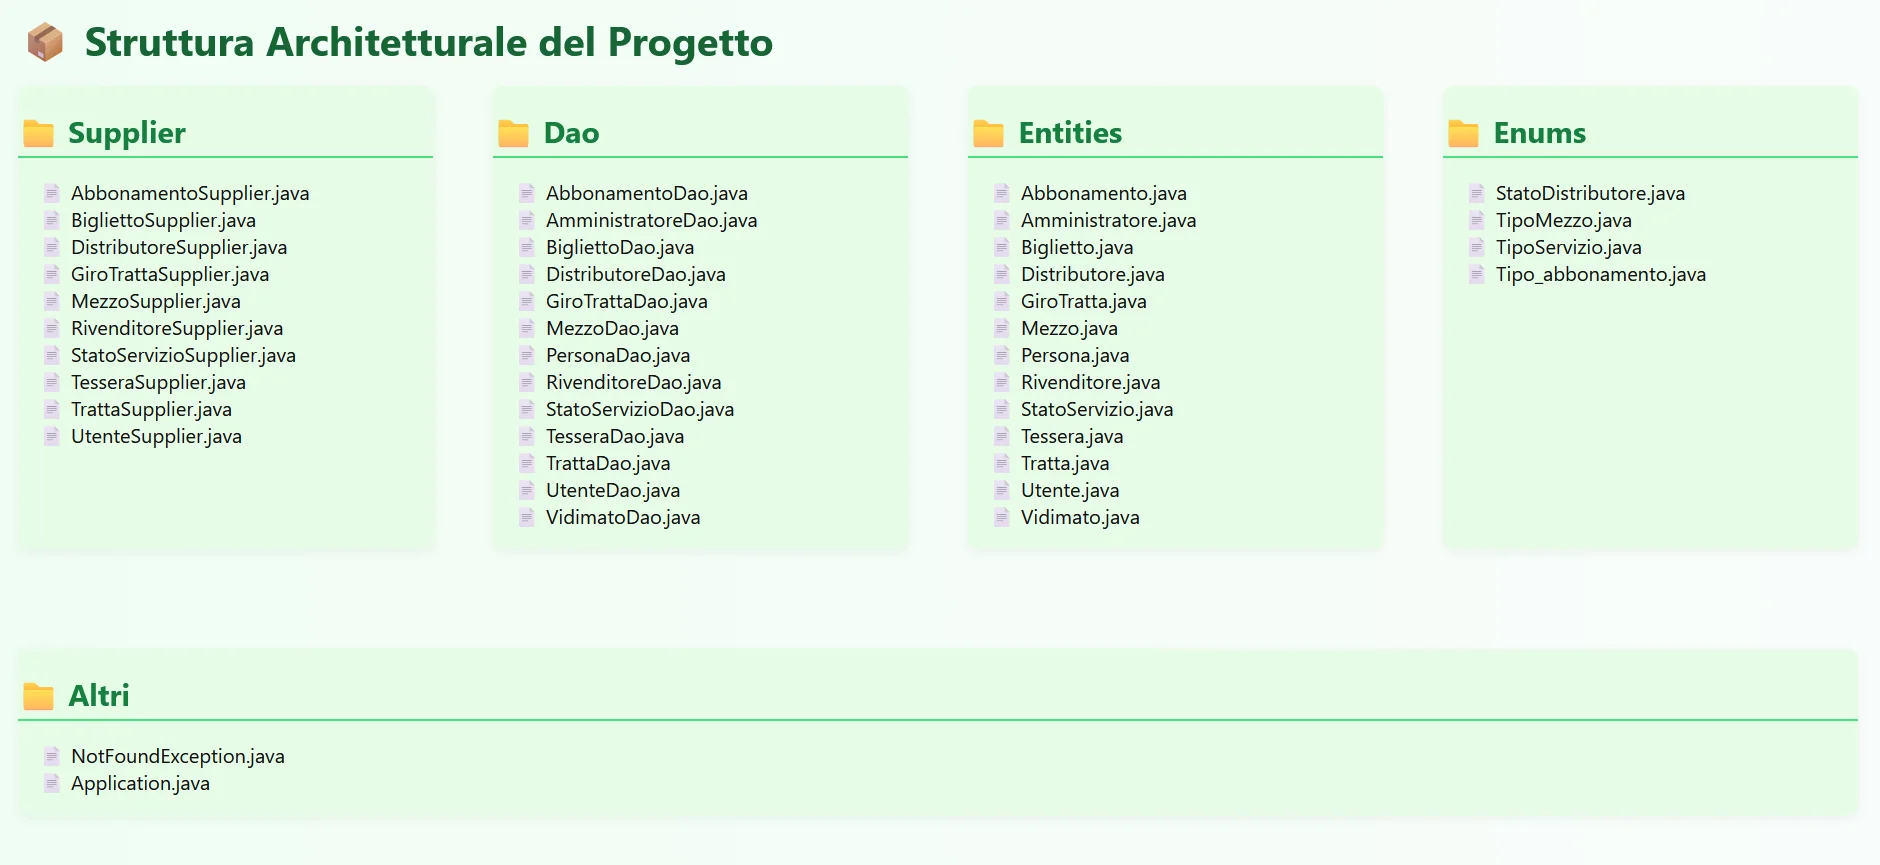 Struttura Architetturale del Progetto
Supplier
AbbonamentoSupplier.java
BigliettoSupplier.java
DistributoreSupplier.java
GiroTrattaSupplier.java
MezzoSupplier.java
RivenditoreSupplier.java
StatoServizioSupplier.java
TesseraSupplier.java
TrattaSupplier.java
UtenteSupplier.java
Dao
AbbonamentoDao.java
AmministratoreDao.java
BigliettoDao.java
DistributoreDao.java
GiroTrattaDao.java
MezzoDao.java
PersonaDao.java
RivenditoreDao.java
StatoServizioDao.java
TesseraDao.java
TrattaDao.java
UtenteDao.java
VidimatoDao.java
Entities
Abbonamento.java
Amministratore.java
Biglietto.java
Distributore.java
GiroTratta.java
Mezzo.java
Persona.java
Rivenditore.java
StatoServizio.java
Tessera.java
Tratta.java
Utente.java
Vidimato.java
Enums
StatoDistributore.java
TipoMezzo.java
TipoServizio.java
Tipo_abbonamento.java
Altri
NotFoundException.java
Application.java